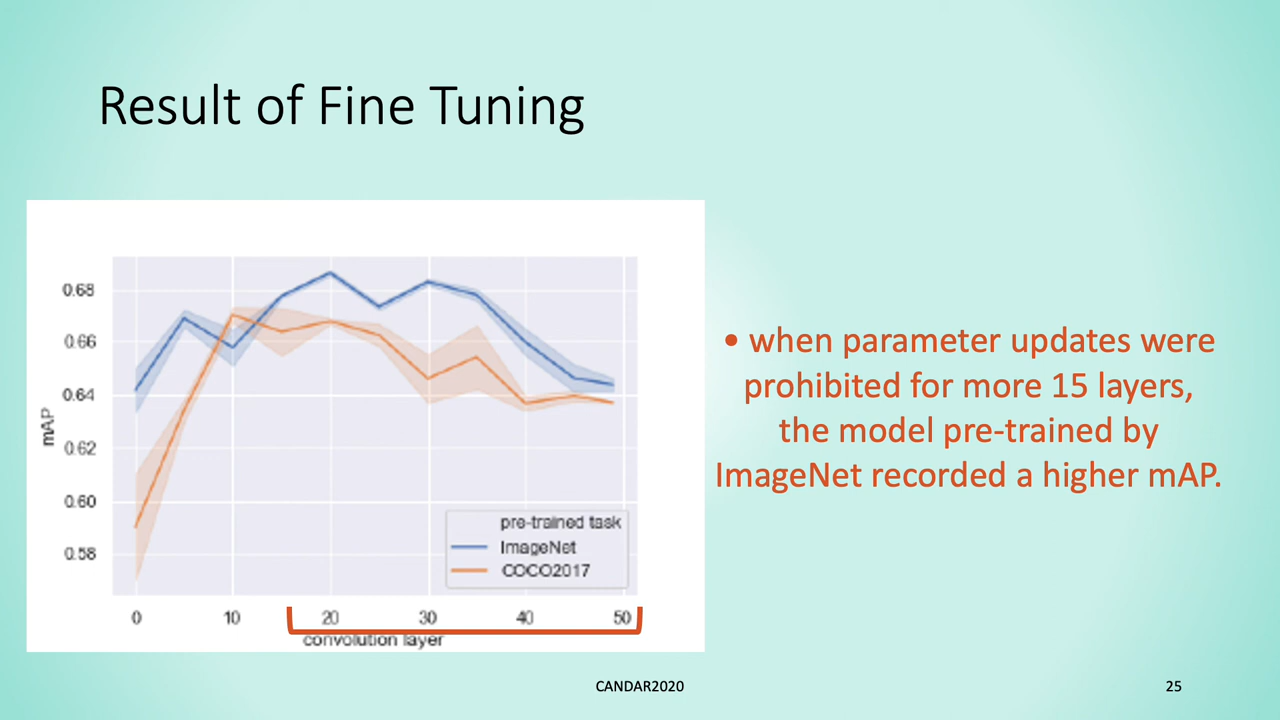 Result of Fine Tuning
0.68
0.66
0.64
0.62
0.60
0.58
mAP
pre-trained task
ImageNet
COCO2017
0 10 20 30 40 50
convolution layer
• when parameter updates were
prohibited for more 15 layers,
the model pre-trained by
ImageNet recorded a higher mAP.
CANDAR2020
25